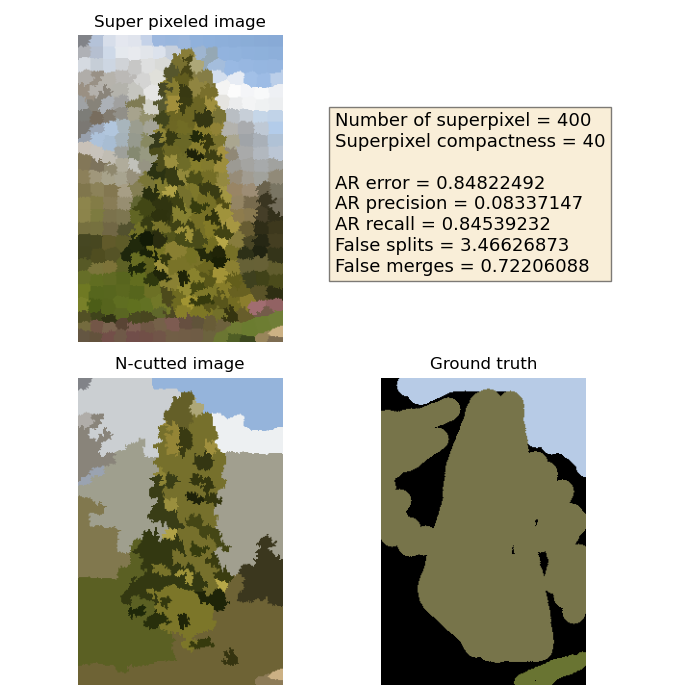 Super pixeled image
Number of superpixel = 400
Superpixel compactness = 40
AR error = 0.84822492
AR precision = 0.08337147
AR recall = 0.84539232
False splits = 3.46626873
False merges = 0.72206088
N-cutted image
Ground truth